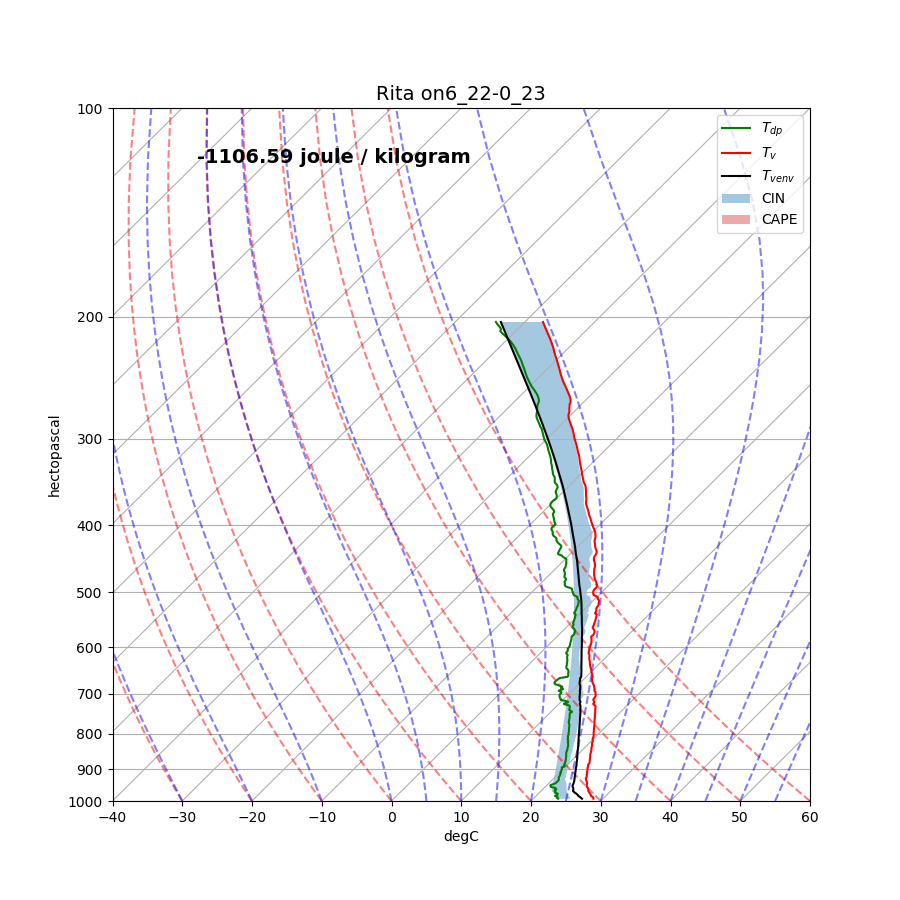 Rita on6_22-0_23
-1106.59 joule / kilogram
T_dp
T_v
T_venv
CIN
CAPE
hectopascal
100
200
300
400
500
600
700
800
900
1000
−40 −30 −20 −10 0 10 20 30 40 50 60
degC